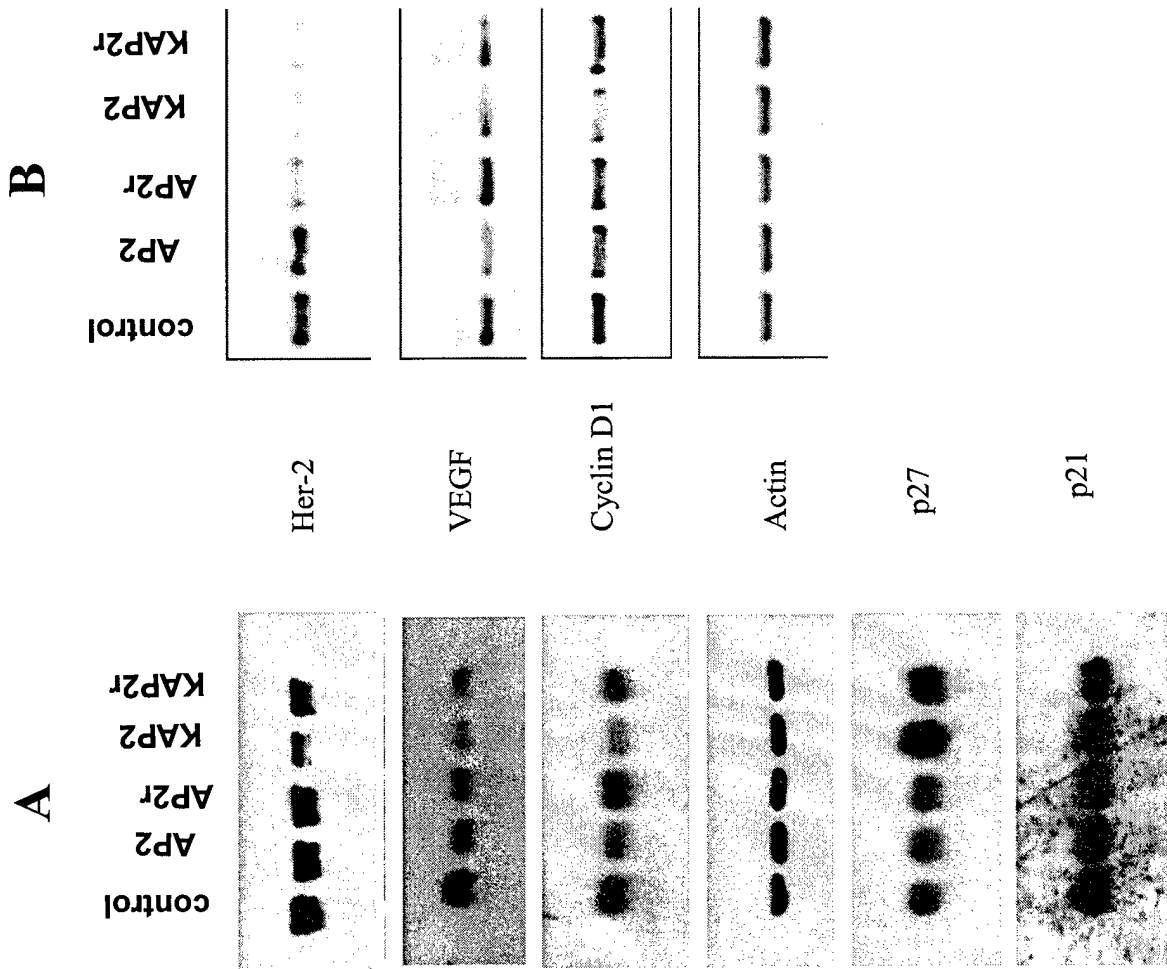 A
B
control
AP2
AP2r
KAP2
KAP2r
control
AP2
AP2r
KAP2
KAP2r
Her-2
VEGF
Cyclin D1
Actin
p27
p21